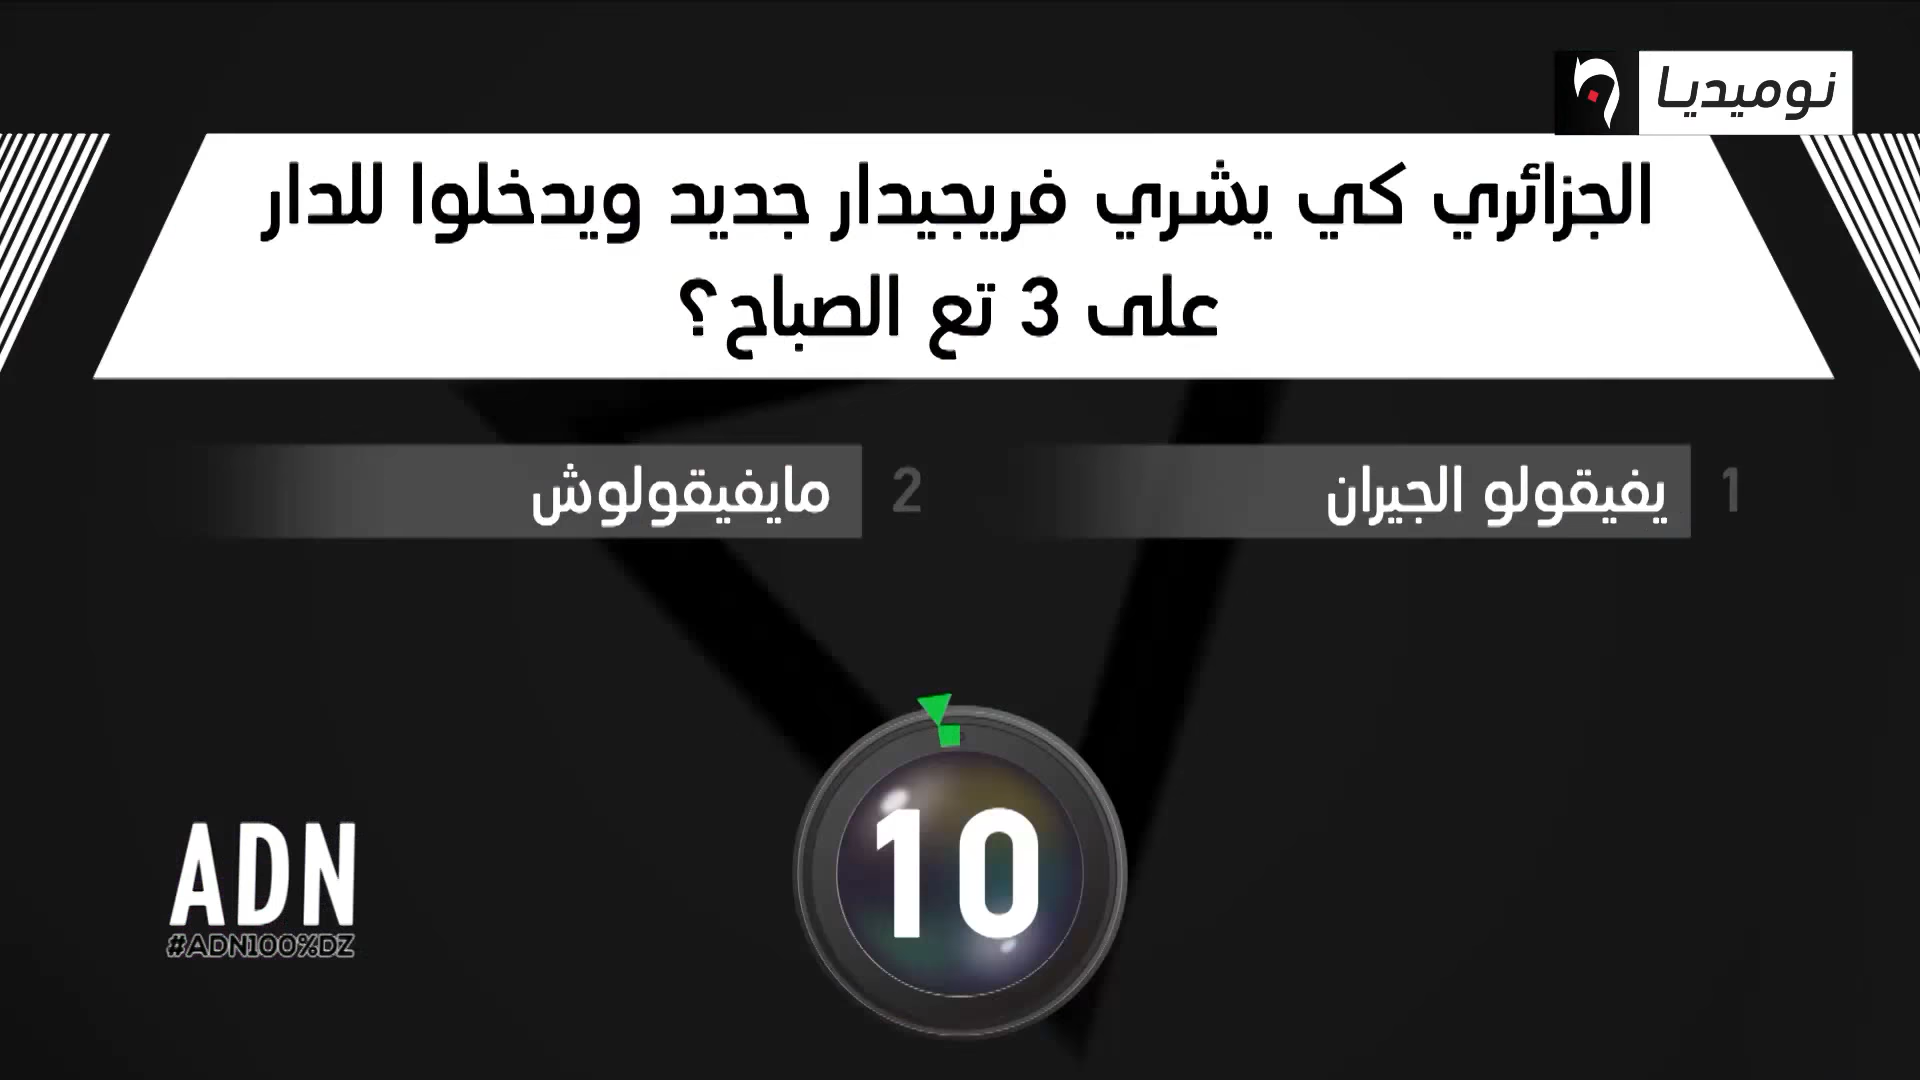 نوميديا
الجزائري كي يشري فريجيدار جديد ويدخلوا للدار
على 3 تع الصباح؟
1 يفيقولو الجيران
2 مايفيقولوش
10
ADN
#ADN100%DZ